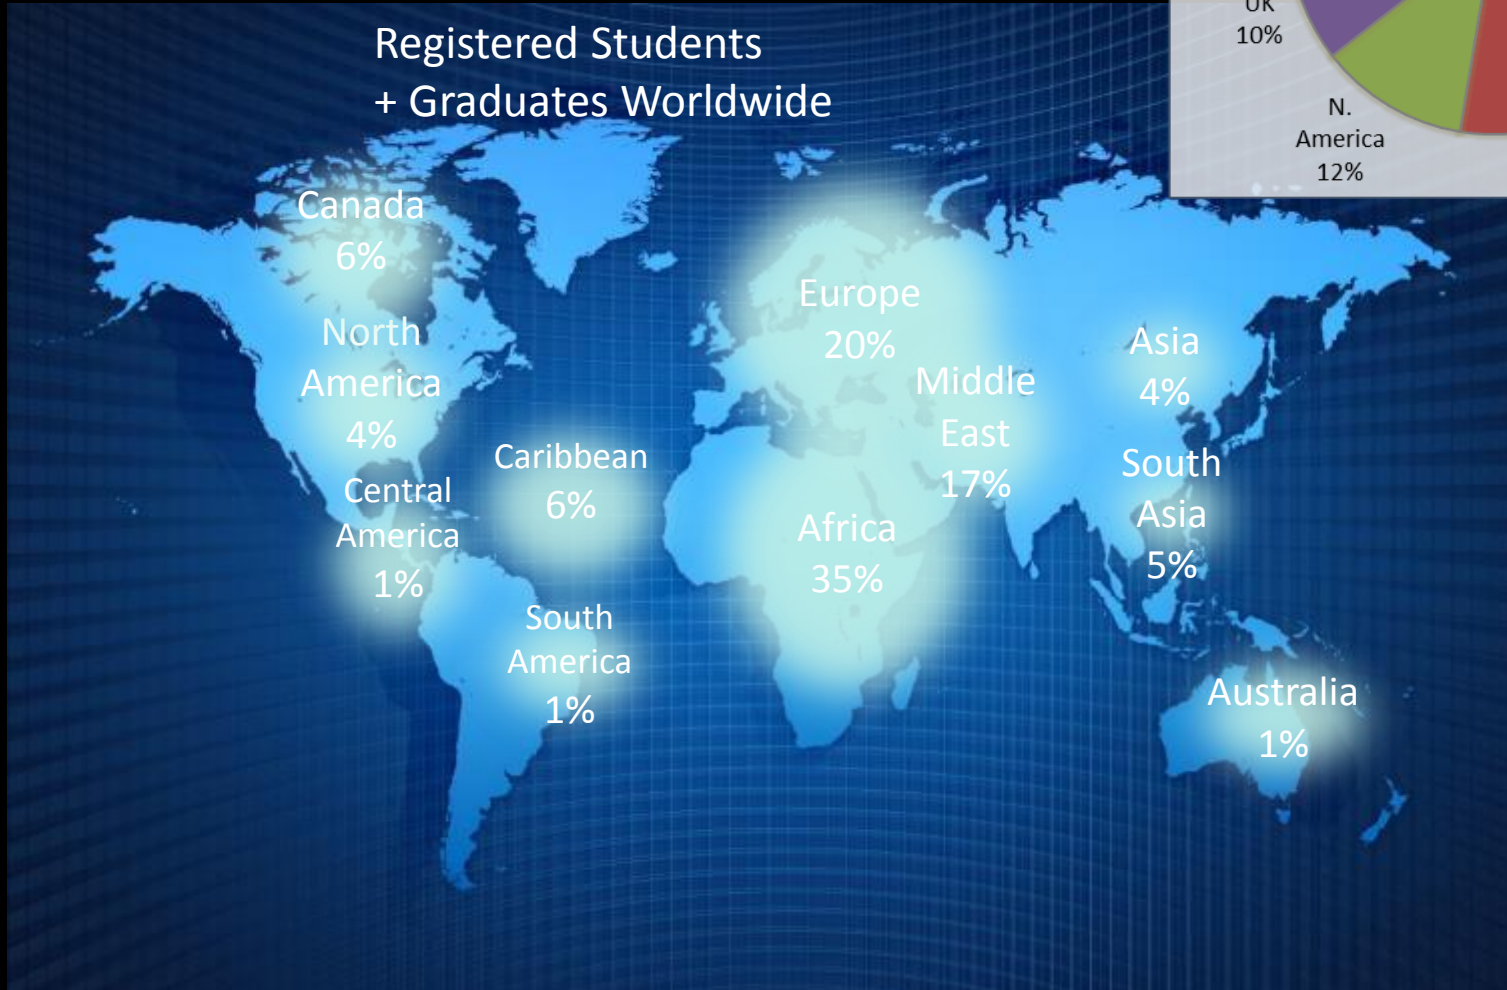 Registered Students
+ Graduates Worldwide
UK
10%
N.
America
12%
Canada
6%
North
America
4%
Central
America
1%
Caribbean
6%
South
America
1%
Europe
20%
Middle
East
17%
Africa
35%
Asia
4%
South
Asia
5%
Australia
1%